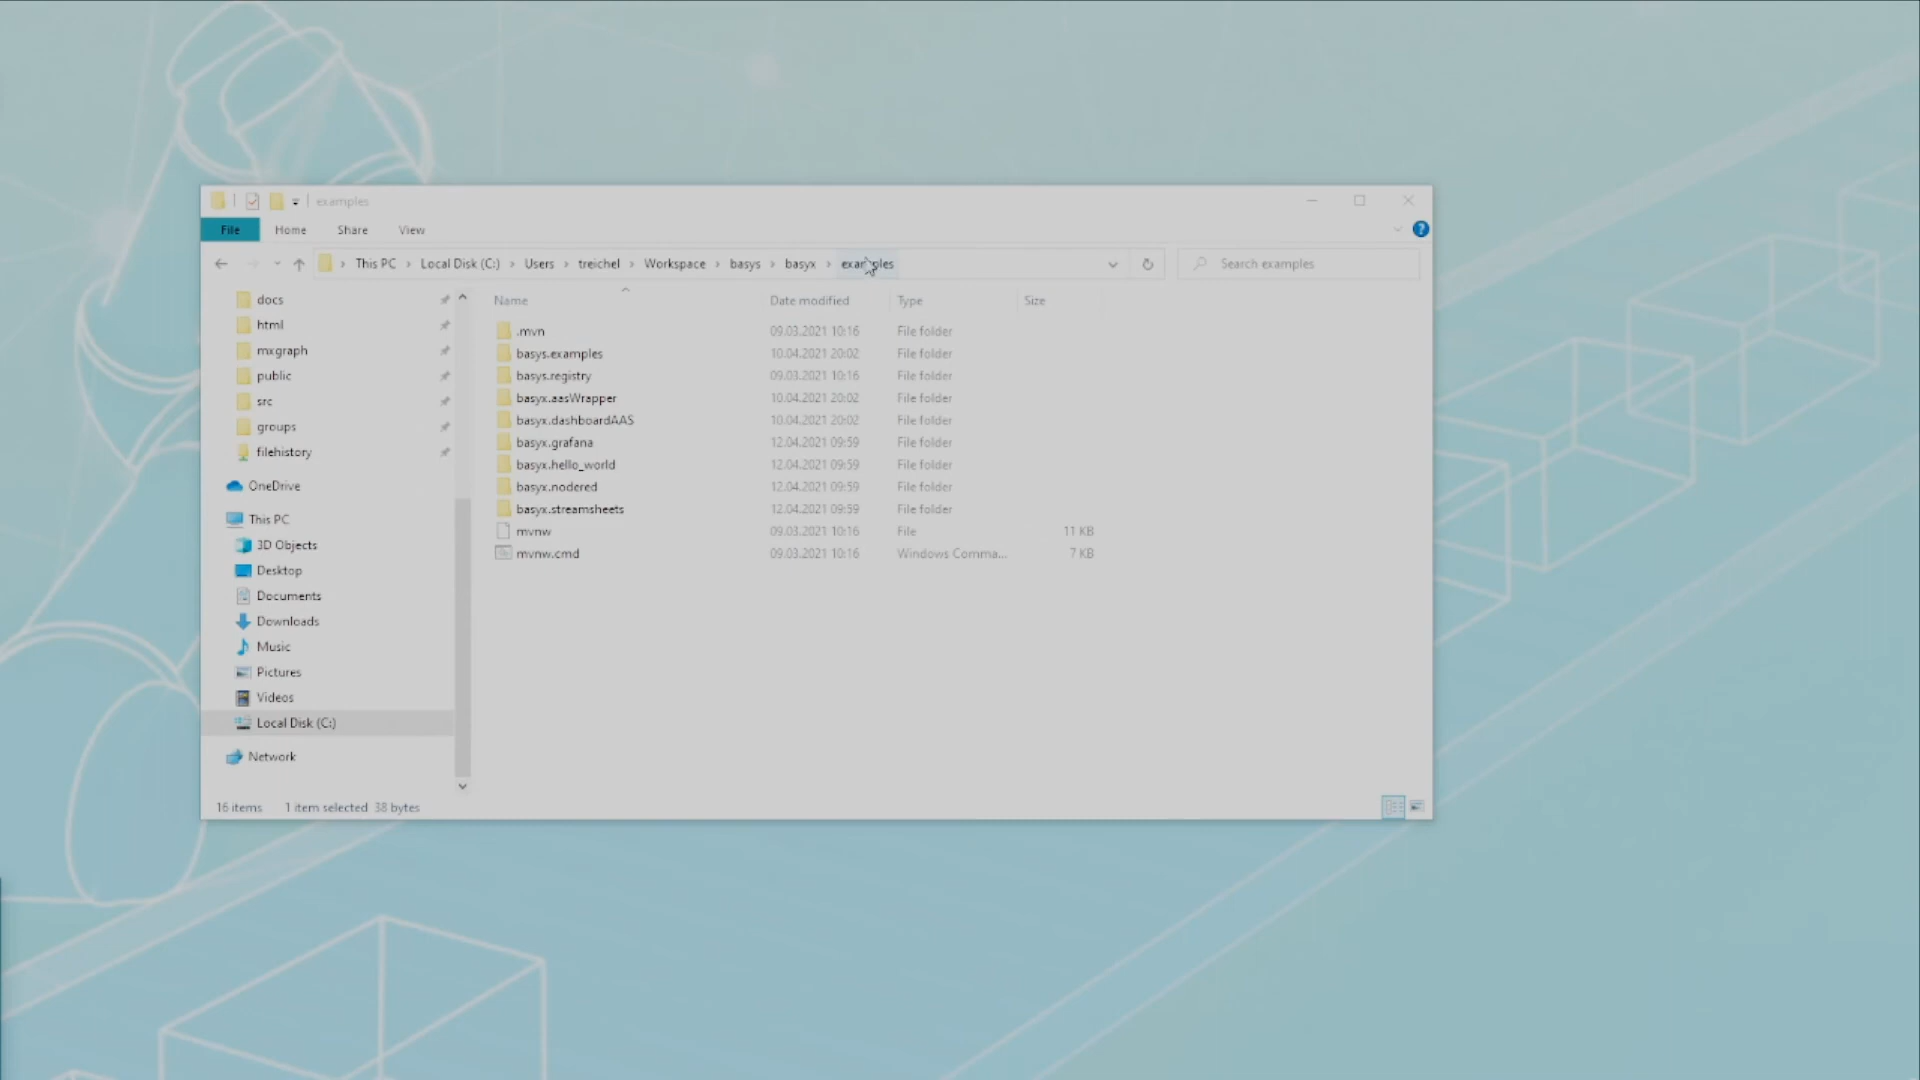 examples
File Home Share View
This PC Local Disk (C:) Users treichel Workspace basys basyx examples Search examples
Name Date modified Type Size
docs
html
mxgraph
public
src
groups
filehistory
OneDrive
This PC
3D Objects
Desktop
Documents
Downloads
Music
Pictures
Videos
Local Disk (C:)
Network
.mvn 09.03.2021 10:16 File folder
basys.examples 10.04.2021 20:02 File folder
basys.registry 09.03.2021 10:16 File folder
basyx.aasWrapper 10.04.2021 20:02 File folder
basyx.dashboardAAS 10.04.2021 20:02 File folder
basyx.grafana 12.04.2021 09:59 File folder
basyx.hello_world 12.04.2021 09:59 File folder
basyx.nodered 12.04.2021 09:59 File folder
basyx.streamsheets 12.04.2021 09:59 File folder
mvnw 09.03.2021 10:16 File 11 KB
mvnw.cmd 09.03.2021 10:16 Windows Comma... 7 KB
16 items 1 item selected 38 bytes